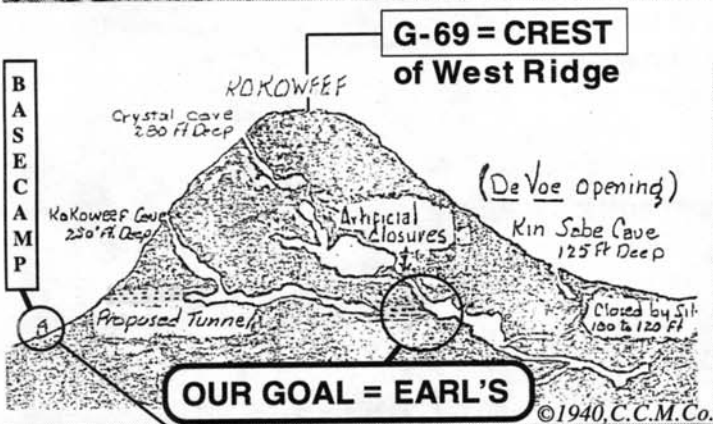 G-69 = CREST
of West Ridge
BASECAMP
KOKOWEEF
Crystal Cave
280 Ft Deep
(De Voe Opening)
Kin Sabe Cave
125 Ft Deep
KoKoweef Cave
250' Ft Deep
Artificial
Closures
Closed by Silt
100 to 120 Ft
Proposed Tunnel
A
OUR GOAL = EARL'S
©1940, C.C.M.Co.